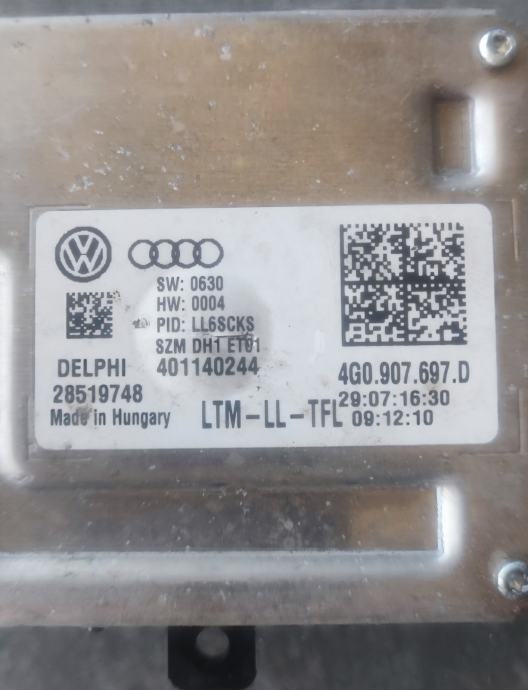 SW: 0630
HW: 0004
PID: LL6SCKS
SZM DH1 ET01
DELPHI 401140244
28519748
Made in Hungary
LTM-LL-TFL
4G0.907.697.D
29:07:16:30
09:12:10